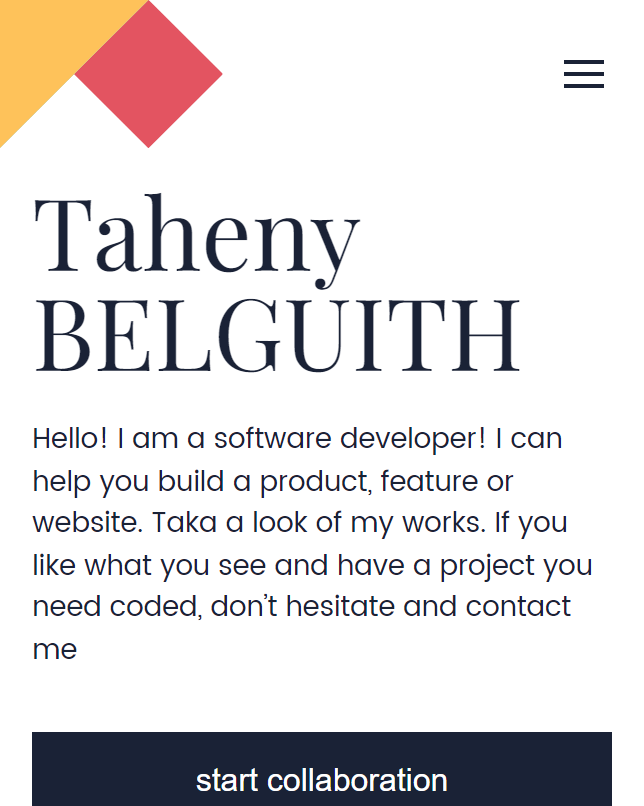 Taheny
BELGUITH
Hello! I am a software developer! I can
help you build a product, feature or
website. Taka a look of my works. If you
like what you see and have a project you
need coded, don’t hesitate and contact
me
start collaboration